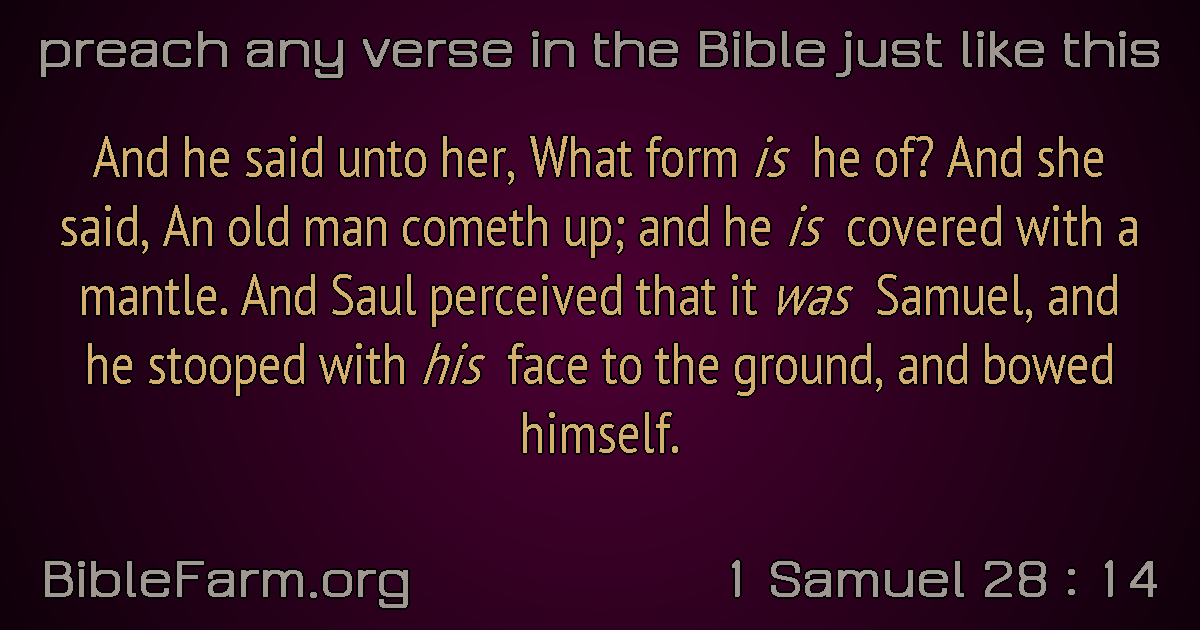 preach any verse in the Bible just like this
And he said unto her, What form is he of? And she
said, An old man cometh up; and he is covered with a
mantle. And Saul perceived that it was Samuel, and
he stooped with his face to the ground, and bowed
himself.
BibleFarm.org
1 Samuel 28 : 14